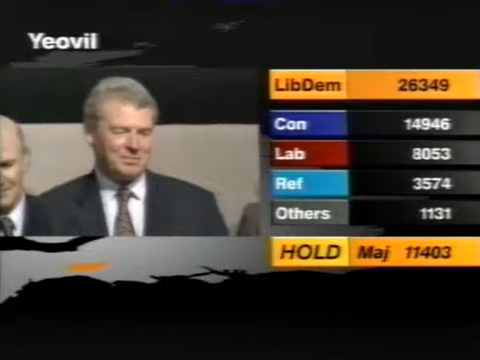 Yeovil
LibDem 26349
Con 14946
Lab 8053
Ref 3574
Others 1131
HOLD Maj 11403